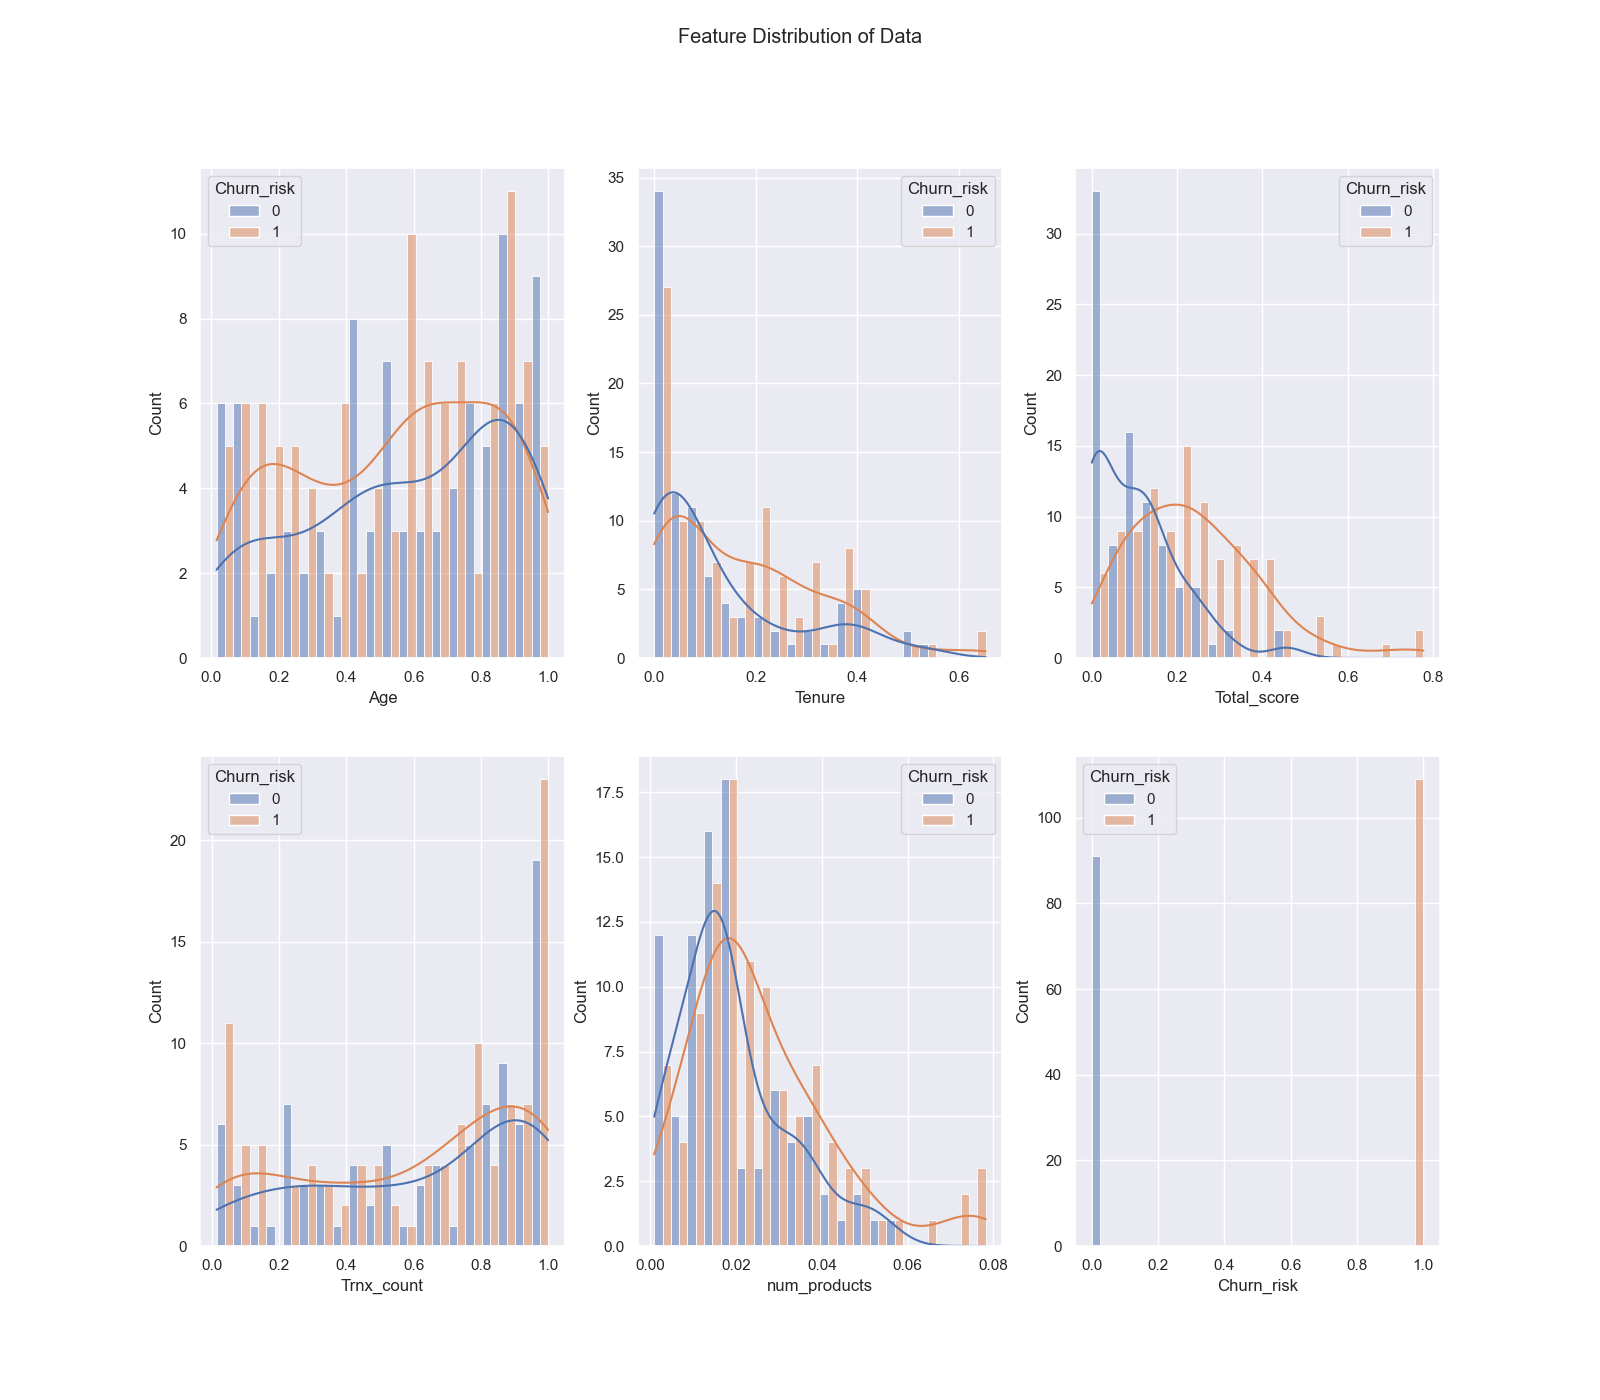 Feature Distribution of Data
Churn_risk
0
1
10
8
6
4
2
0
Count
0.0 0.2 0.4 0.6 0.8 1.0
Age
Churn_risk
0
1
35
30
25
20
15
10
5
0
Count
0.0 0.2 0.4 0.6
Tenure
Churn_risk
0
1
30
25
20
15
10
5
0
Count
0.0 0.2 0.4 0.6 0.8
Total_score
Churn_risk
0
1
20
15
10
5
0
Count
0.0 0.2 0.4 0.6 0.8 1.0
Trnx_count
Churn_risk
0
1
17.5
15.0
12.5
10.0
7.5
5.0
2.5
0.0
Count
0.00 0.02 0.04 0.06 0.08
num_products
Churn_risk
0
1
100
80
60
40
20
0
Count
0.0 0.2 0.4 0.6 0.8 1.0
Churn_risk